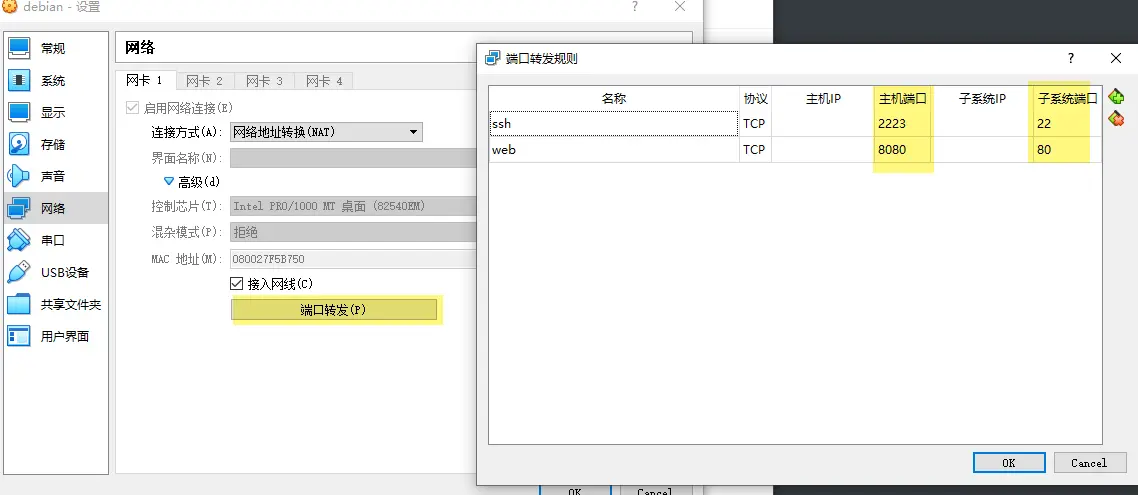 debian - 设置
?
常规
系统
显示
存储
声音
网络
串口
USB设备
共享文件夹
用户界面
网络
网卡 1 网卡 2 网卡 3 网卡 4
启用网络连接(E)
连接方式(A): 网络地址转换(NAT)
界面名称(N):
高级(d)
控制芯片(T): Intel PRO/1000 MT 桌面 (82540EM)
混杂模式(P): 拒绝
MAC 地址(M): 080027F5B750
接入网线(C)
端口转发(P)
OK Cancel
端口转发规则
?
名称 协议 主机IP 主机端口 子系统IP 子系统端口
ssh TCP 2223 22
web TCP 8080 80
OK Cancel